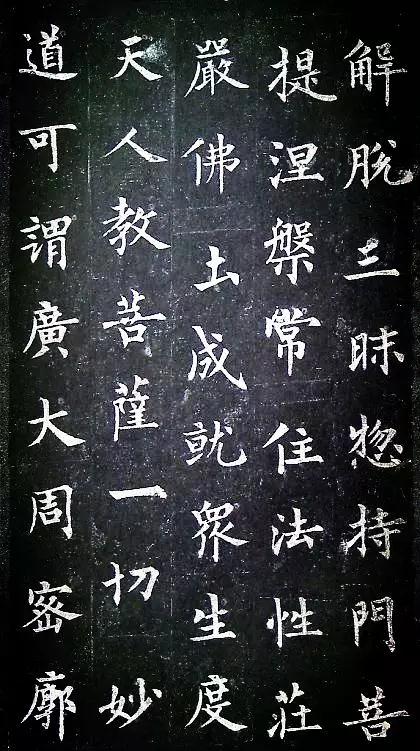 解脫三昧惣持門菩
提涅槃常住法性莊
嚴佛土成就衆生度
天人教菩薩一切妙
道可謂廣大周密廓